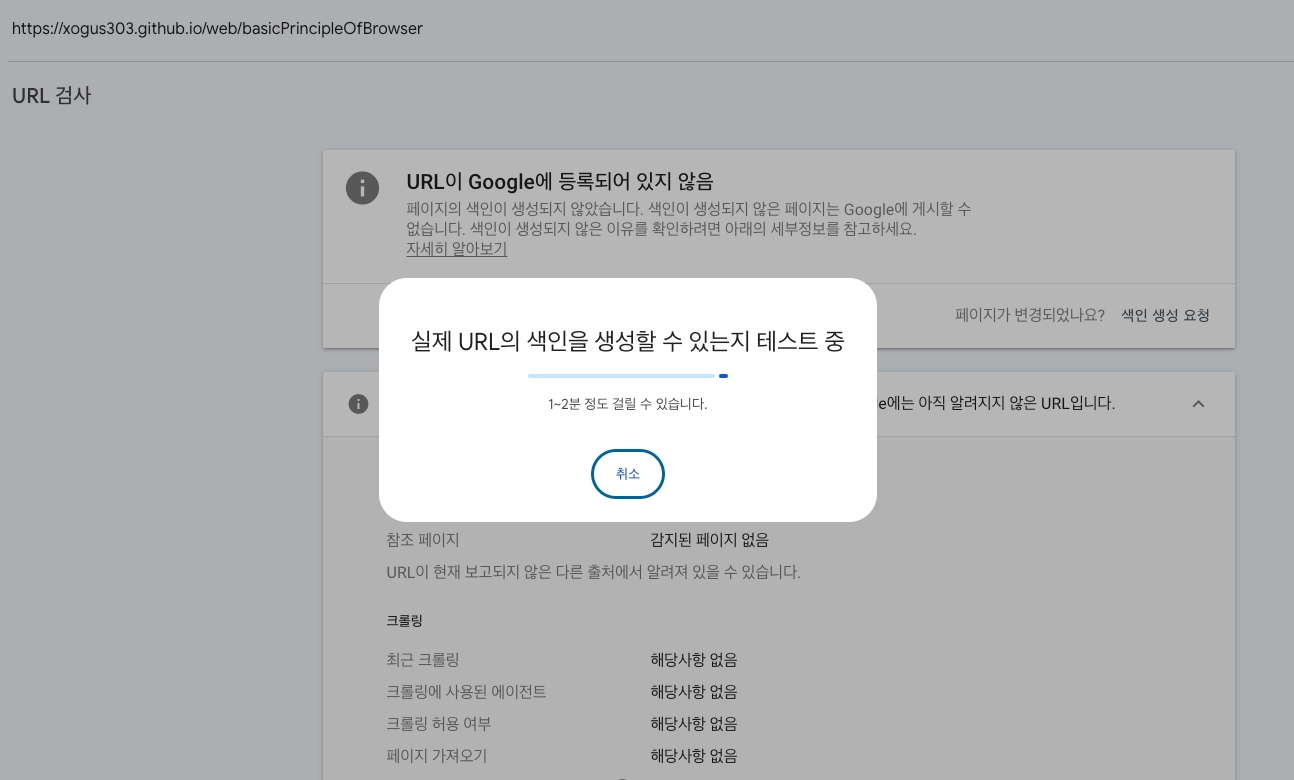 https://xogus303.github.io/web/basicPrincipleOfBrowser
URL 검사
URL이 Google에 등록되어 있지 않음
페이지의 색인이 생성되지 않았습니다. 색인이 생성되지 않은 페이지는 Google에 게시할 수
없습니다. 색인이 생성되지 않은 이유를 확인하려면 아래의 세부정보를 참고하세요.
자세히 알아보기
페이지가 변경되었나요? 색인 생성 요청
실제 URL의 색인을 생성할 수 있는지 테스트 중
1~2분 정도 걸릴 수 있습니다.
e에는 아직 알려지지 않은 URL입니다.
취소
참조 페이지 감지된 페이지 없음
URL이 현재 보고되지 않은 다른 출처에서 알려져 있을 수 있습니다.
크롤링
최근 크롤링 해당사항 없음
크롤링에 사용된 에이전트 해당사항 없음
크롤링 허용 여부 해당사항 없음
페이지 가져오기 해당사항 없음